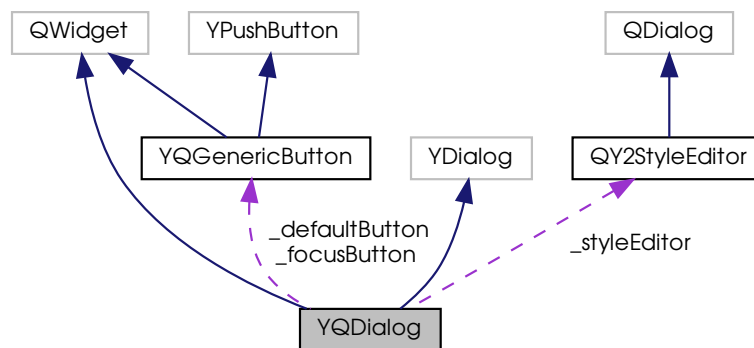 QWidget
YPushButton
QDialog
YQGenericButton
YDialog
QY2StyleEditor
_defaultButton
_focusButton
_styleEditor
YQDialog